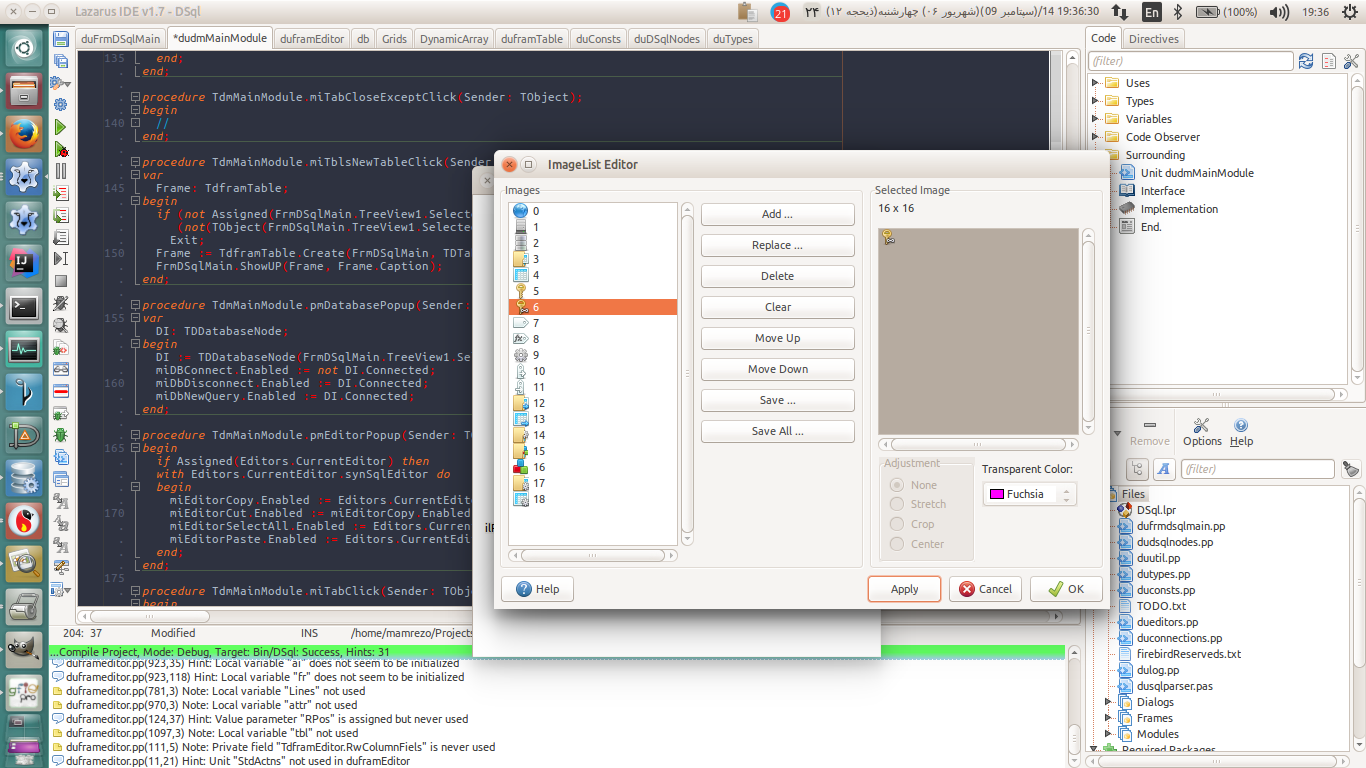 Lazarus IDE v1.7 - DSql
21
۲۴
چهارشنبه(ذیحجه ۱۲)(شهریور ۰۶)(سپتامبر 09)/14 19:36:30
En
(100%)
19:36
duFrmDSqlMain
*dudmMainModule
duframEditor
db
Grids
DynamicArray
duframTable
duConsts
duDSqlNodes
duTypes
135
end;
end;
procedure TdmMainModule.miTabCloseExceptClick(Sender: TObject);
begin
140
//
end;
procedure TdmMainModule.miTblsNewTableClick(Sender
var
145
Frame: TdframTable;
begin
if (not Assigned(FrmDSqlMain.TreeView1.Selecte
(not(TObject(FrmDSqlMain.TreeView1.Selected
Exit;
150
Frame := TdframTable.Create(FrmDSqlMain, TDTa
FrmDSqlMain.ShowUP(Frame, Frame.Caption);
end;
procedure TdmMainModule.pmDatabasePopup(Sender:
var
DI: TDDatabaseNode;
begin
DI := TDDatabaseNode(FrmDSqlMain.TreeView1.Se
miDBConnect.Enabled := not DI.Connected;
160
miDbDisconnect.Enabled := DI.Connected;
miDbNewQuery.Enabled := DI.Connected;
end;
procedure TdmMainModule.pmEditorPopup(Sender: TO
165
begin
if Assigned(Editors.CurrentEditor) then
with Editors.CurrentEditor.synSqlEditor do
begin
miEditorCopy.Enabled := Editors.CurrentEdit
170
miEditorCut.Enabled := miEditorCopy.Enabled
miEditorSelectAll.Enabled := Editors.Curren
miEditorPaste.Enabled := Editors.CurrentEdi
end;
end;
175
procedure TdmMainModule.miTabClick(Sender: TObje
begin
204: 37
Modified
INS
/home/mamrezo/Projects
...Compile Project, Mode: Debug, Target: Bin/DSql: Success, Hints: 31
duframeditor.pp(923,35) Hint: Local variable "ai" does not seem to be initialized
duframeditor.pp(923,118) Hint: Local variable "fr" does not seem to be initialized
duframeditor.pp(781,3) Note: Local variable "Lines" not used
duframeditor.pp(970,3) Note: Local variable "attr" not used
duframeditor.pp(124,37) Hint: Value parameter "RPos" is assigned but never used
duframeditor.pp(1097,3) Note: Local variable "tbl" not used
duframeditor.pp(111,5) Note: Private field "TdframEditor.RwColumnFiels" is never used
duframeditor.pp(11,21) Hint: Unit "StdActns" not used in duframEditor
ImageList Editor
Images
0
1
2
3
4
5
6
7
8
9
10
11
12
13
14
15
16
17
18
Add ...
Replace ...
Delete
Clear
Move Up
Move Down
Save ...
Save All ...
Selected Image
16 x 16
Adjustment
None
Stretch
Crop
Center
Transparent Color:
Fuchsia
Help
Apply
Cancel
OK
Code
Directives
(filter)
Uses
Types
Variables
Code Observer
Surrounding
Unit dudmMainModule
Interface
Implementation
End.
Remove
Options
Help
(filter)
Files
DSql.lpr
dufrmdsqlmain.pp
dudsqlnodes.pp
duutil.pp
dutypes.pp
duconsts.pp
TODO.txt
dueditors.pp
duconnections.pp
firebirdReserveds.txt
dulog.pp
dusqlparser.pas
Dialogs
Frames
Modules
Required Packages